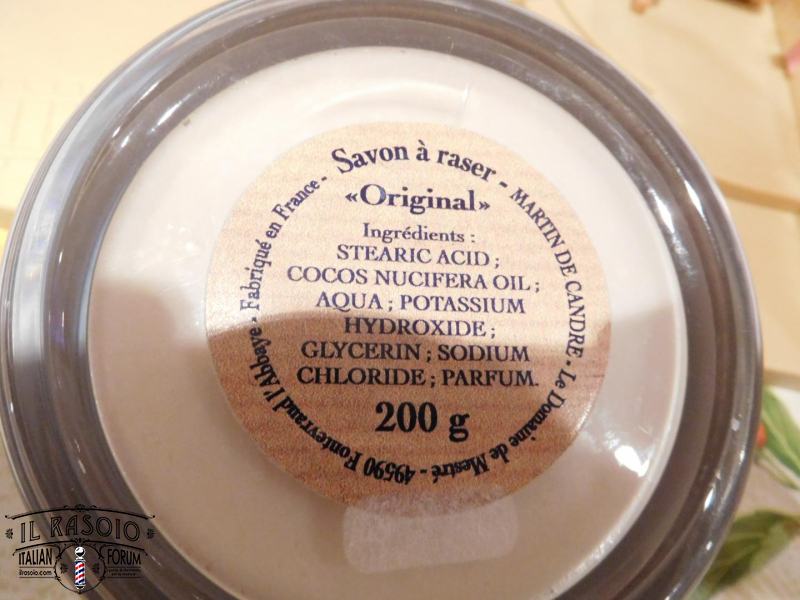 Savon à raser - MARTIN DE CANDRE - Le Domaine de Mestré - 49590 Fontevraud l'Abbaye - Fabriqué en France -
«Original»
Ingrédients :
STEARIC ACID ;
COCOS NUCIFERA OIL ;
AQUA ; POTASSIUM
HYDROXIDE ;
GLYCERIN ; SODIUM
CHLORIDE ; PARFUM.
200 g
IL RASOIO
ITALIAN FORUM
ilrasoio.com